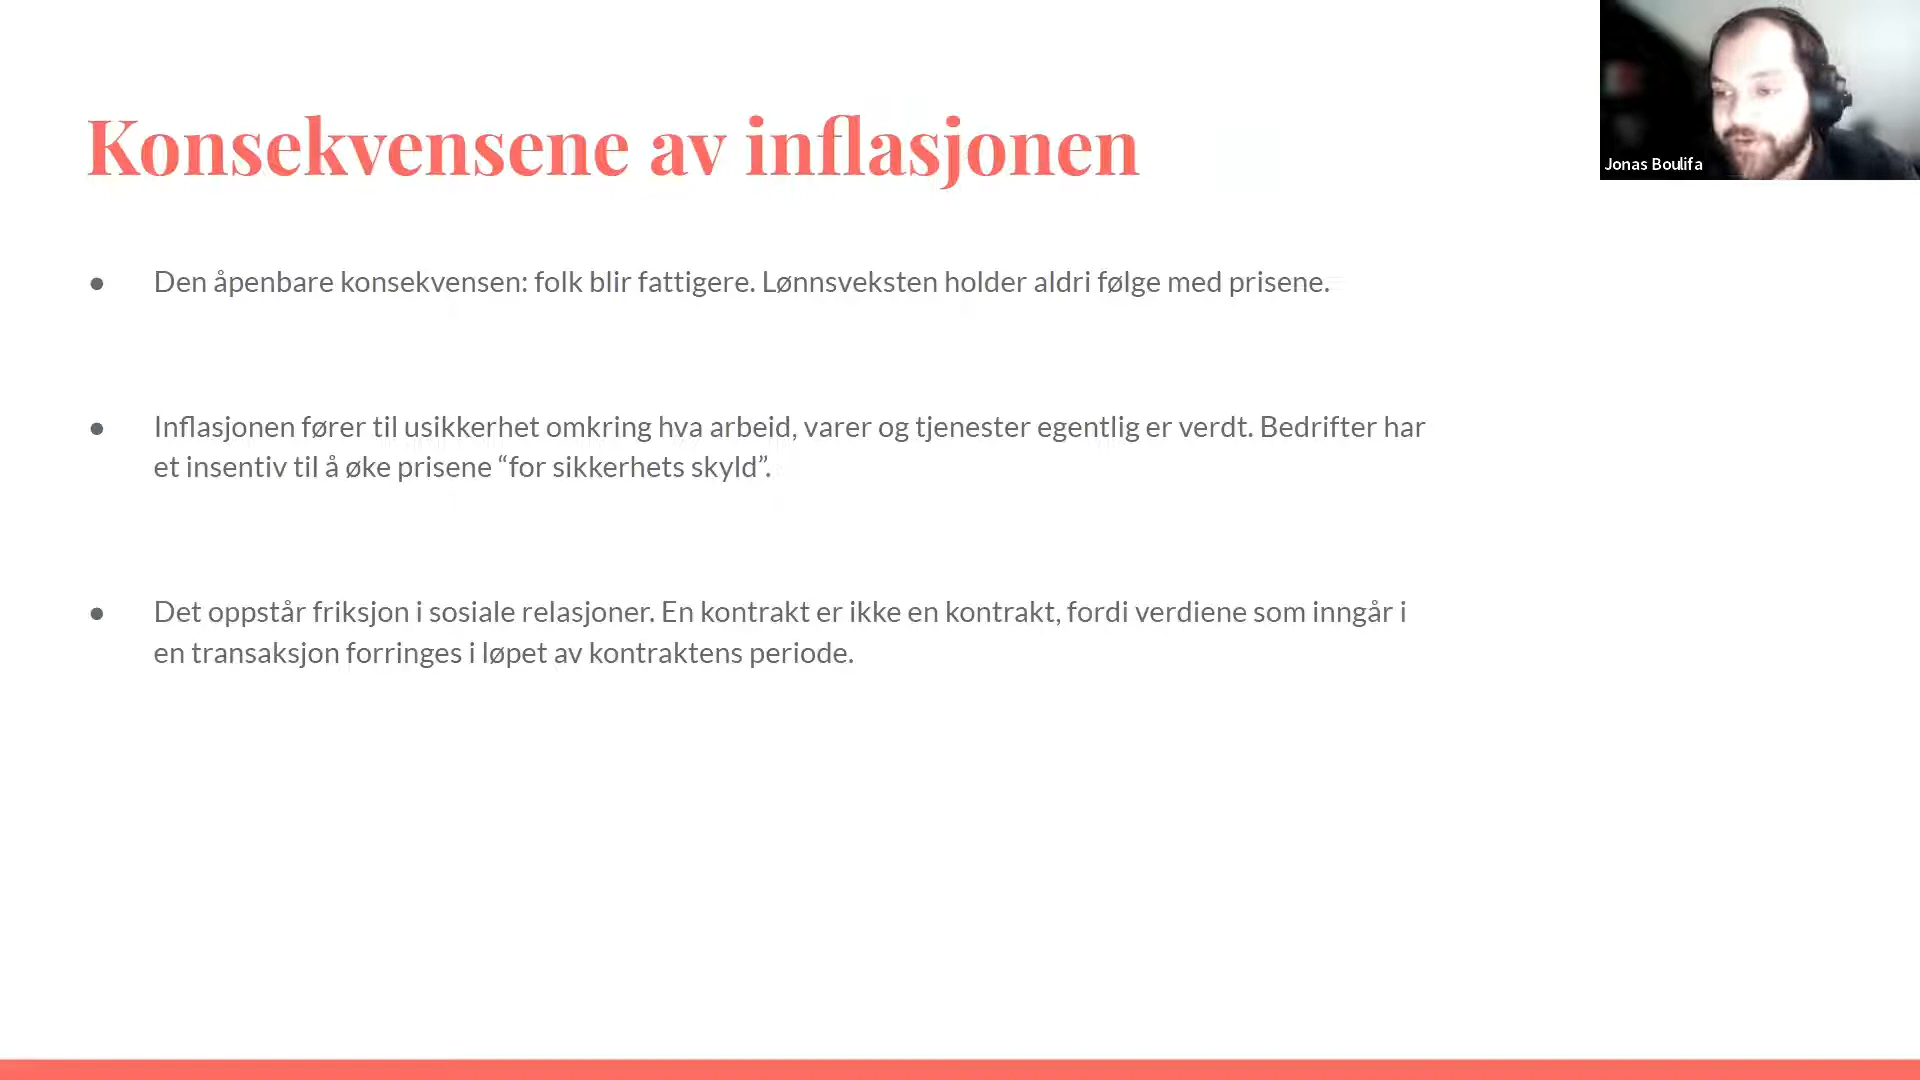 Konsekvensene av inflasjonen
Jonas Boulifa
● Den åpenbare konsekvensen: folk blir fattigere. Lønnsveksten holder aldri følge med prisene.
● Inflasjonen fører til usikkerhet omkring hva arbeid, varer og tjenester egentlig er verdt. Bedrifter har
et insentiv til å øke prisene “for sikkerhets skyld”.
● Det oppstår friksjon i sosiale relasjoner. En kontrakt er ikke en kontrakt, fordi verdiene som inngår i
en transaksjon forringes i løpet av kontraktens periode.